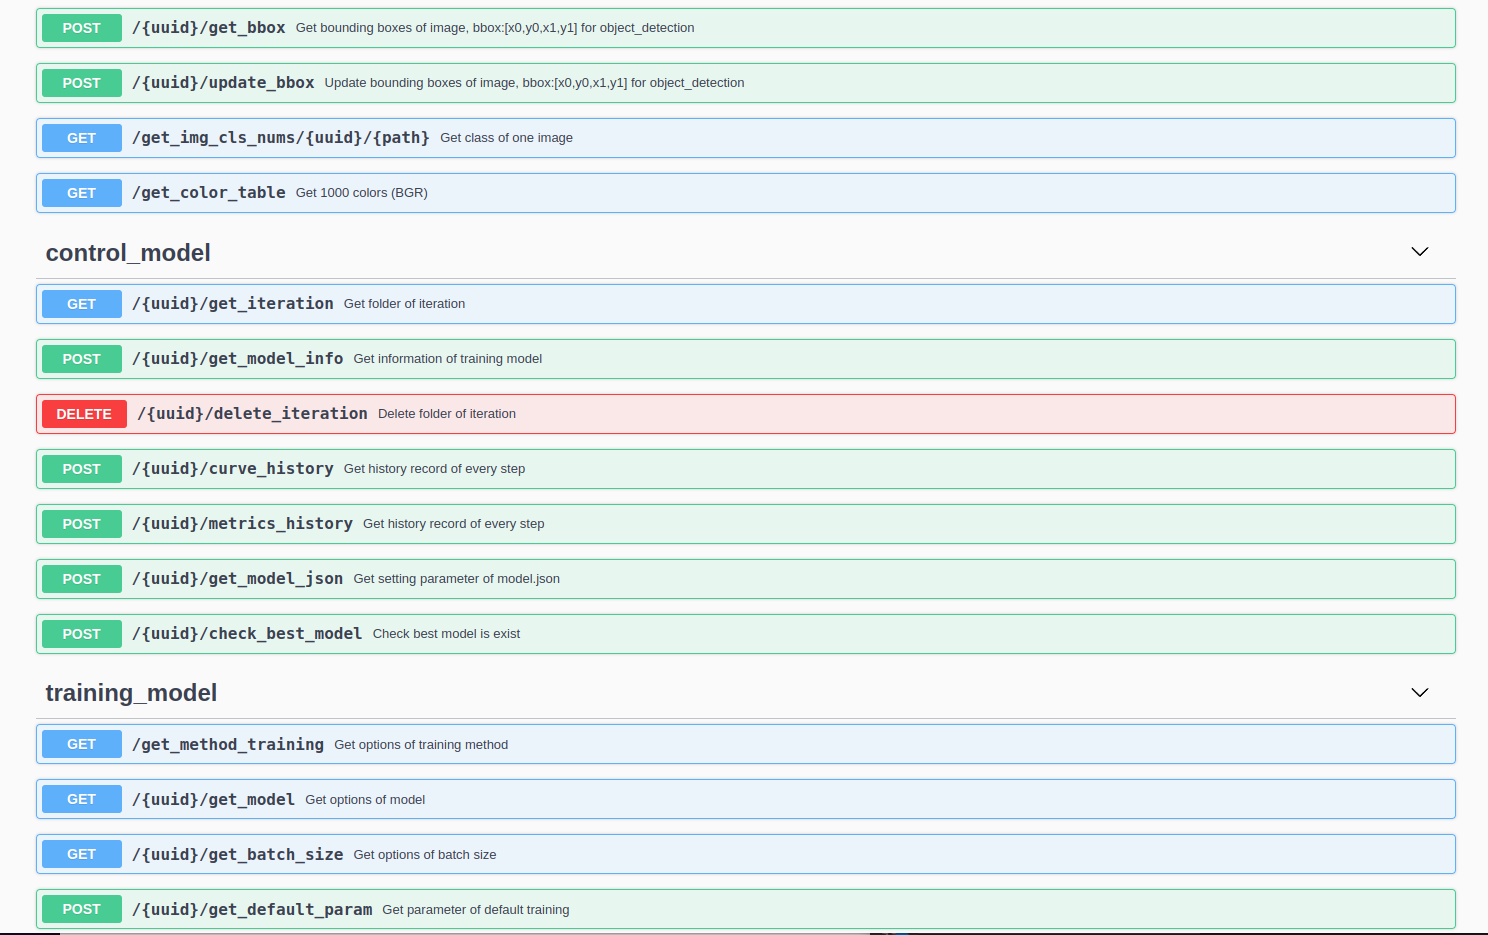 POST /{uuid}/get_bbox Get bounding boxes of image, bbox:[x0,y0,x1,y1] for object_detection
POST /{uuid}/update_bbox Update bounding boxes of image, bbox:[x0,y0,x1,y1] for object_detection
GET /get_img_cls_nums/{uuid}/{path} Get class of one image
GET /get_color_table Get 1000 colors (BGR)
control_model
GET /{uuid}/get_iteration Get folder of iteration
POST /{uuid}/get_model_info Get information of training model
DELETE /{uuid}/delete_iteration Delete folder of iteration
POST /{uuid}/curve_history Get history record of every step
POST /{uuid}/metrics_history Get history record of every step
POST /{uuid}/get_model_json Get setting parameter of model.json
POST /{uuid}/check_best_model Check best model is exist
training_model
GET /get_method_training Get options of training method
GET /{uuid}/get_model Get options of model
GET /{uuid}/get_batch_size Get options of batch size
POST /{uuid}/get_default_param Get parameter of default training